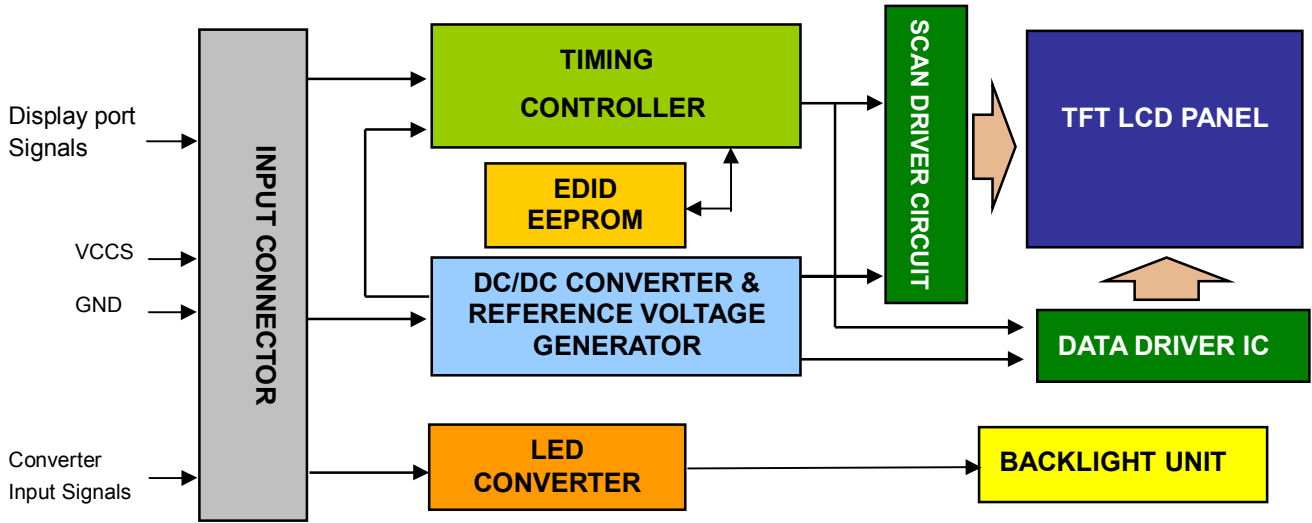 Display port
Signals
VCCS
GND
Converter
Input Signals
INPUT CONNECTOR
TIMING
CONTROLLER
EDID
EEPROM
DC/DC CONVERTER &
REFERENCE VOLTAGE
GENERATOR
LED
CONVERTER
SCAN DRIVER CIRCUIT
TFT LCD PANEL
DATA DRIVER IC
BACKLIGHT UNIT